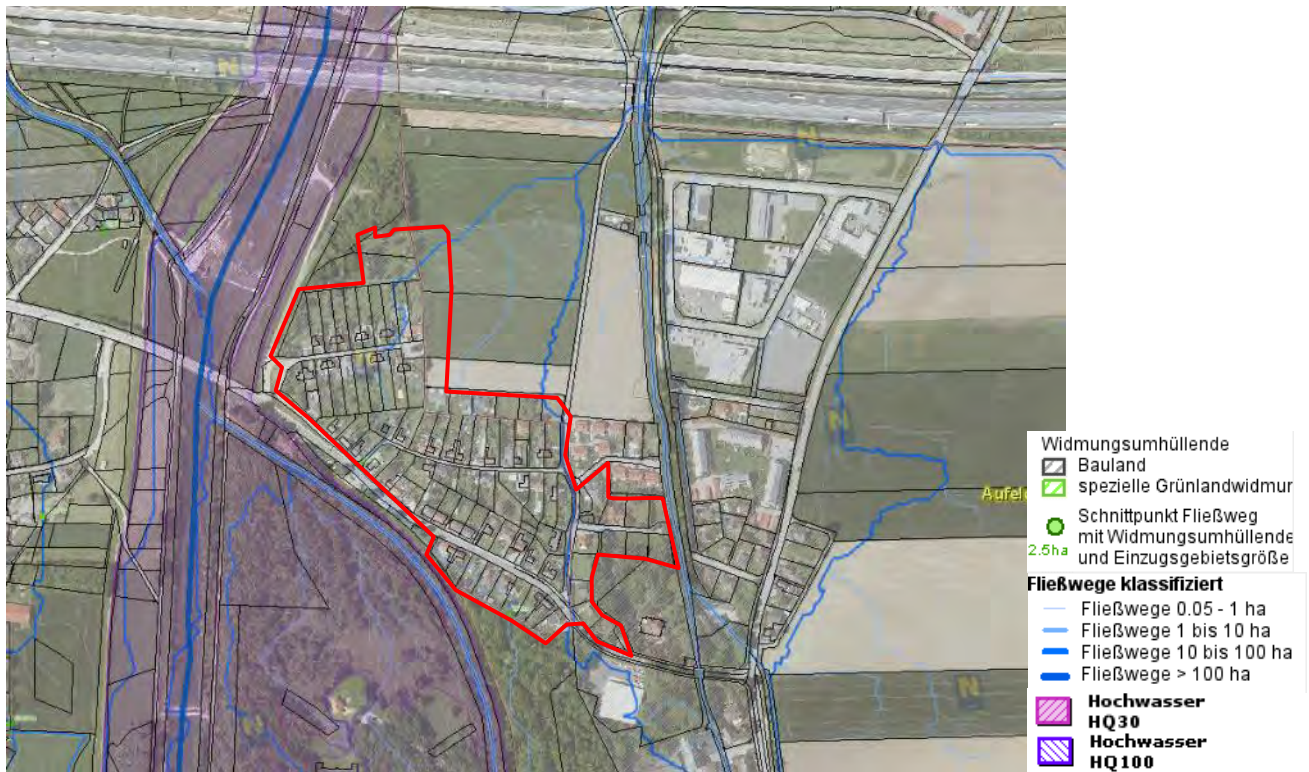 Widmungsumhüllende
Bauland
spezielle Grünlandwidmur
Schnittpunkt Fließweg
mit Widmungsumhüllende
2.5ha und Einzugsgebietsgröße
Fließwege klassifiziert
Fließwege 0.05 - 1 ha
Fließwege 1 bis 10 ha
Fließwege 10 bis 100 ha
Fließwege > 100 ha
Hochwasser
HQ30
Hochwasser
HQ100